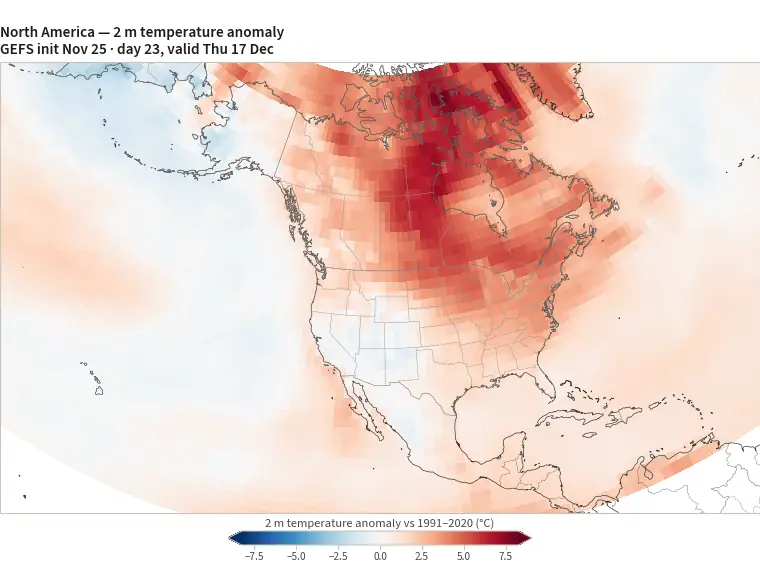 North America — 2 m temperature anomaly
GEFS init Nov 25 · day 23, valid Thu 17 Dec
2 m temperature anomaly vs 1991–2020 (°C)
−7.5 −5.0 −2.5 0.0 2.5 5.0 7.5